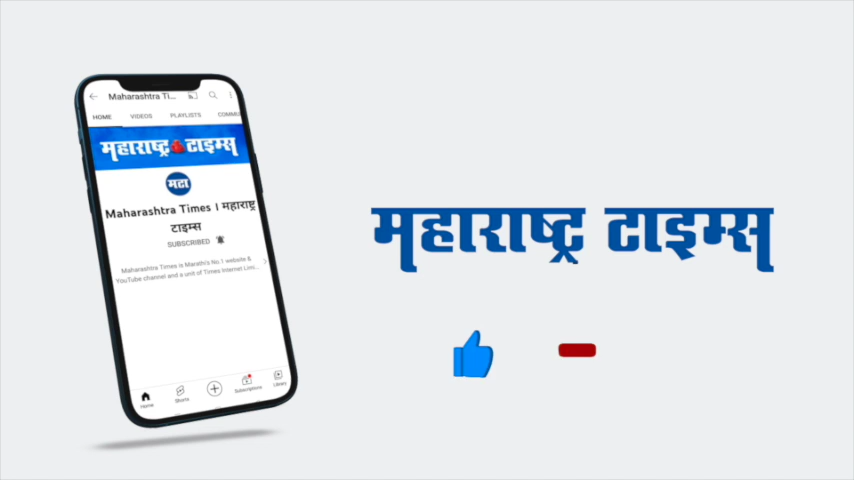 Maharashtra Ti...
HOME VIDEOS PLAYLISTS COMMU
महाराष्ट्र टाइम्स
मटा
Maharashtra Times । महाराष्ट्र
टाइम्स
SUBSCRIBED
Maharashtra Times is Marathi's No. 1 website &
YouTube channel and a unit of Times Internet Limi...
Home Shorts Subscriptions Library
महाराष्ट्र टाइम्स